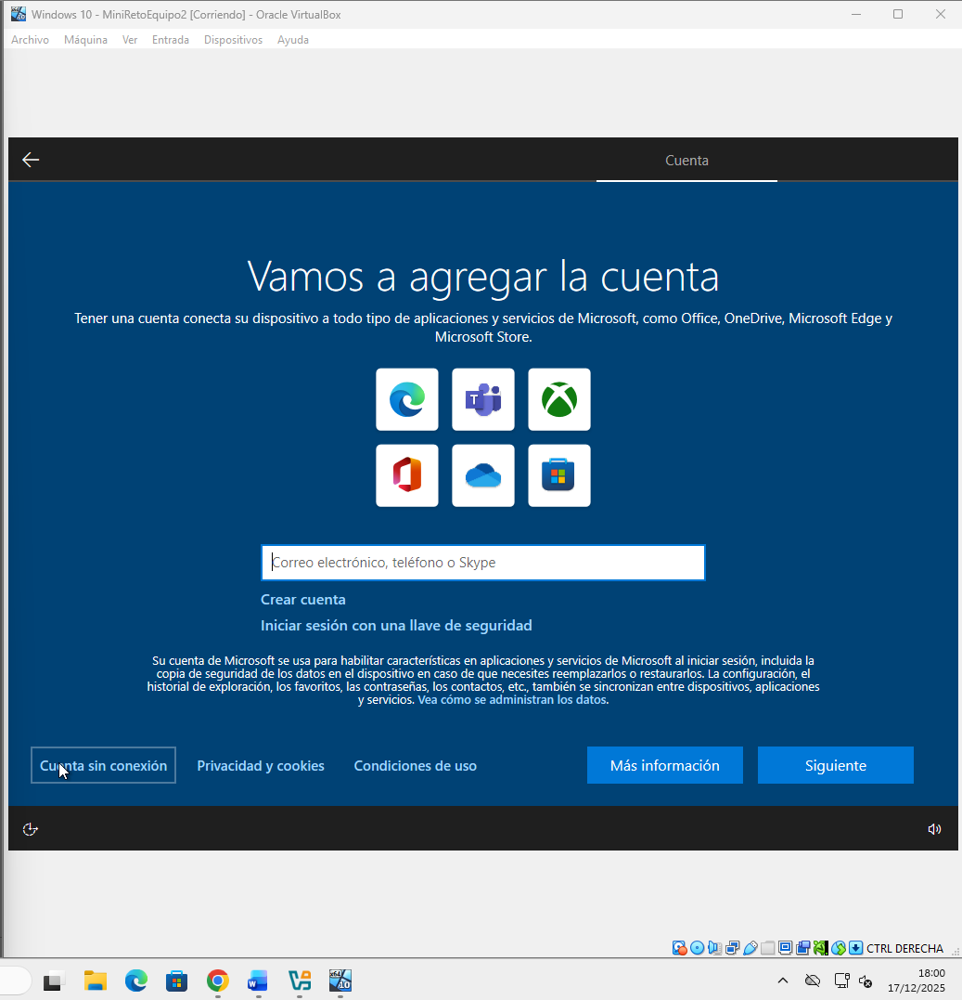 Windows 10 - MiniRetoEquipo2 [Corriendo] - Oracle VirtualBox
Archivo Máquina Ver Entrada Dispositivos Ayuda
Cuenta
Vamos a agregar la cuenta
Tener una cuenta conecta su dispositivo a todo tipo de aplicaciones y servicios de Microsoft, como Office, OneDrive, Microsoft Edge y
Microsoft Store.
Correo electrónico, teléfono o Skype
Crear cuenta
Iniciar sesión con una llave de seguridad
Su cuenta de Microsoft se usa para habilitar características en aplicaciones y servicios de Microsoft al iniciar sesión, incluida la
copia de seguridad de los datos en el dispositivo en caso de que necesites reemplazarlos o restaurarlos. La configuración, el
historial de exploración, los favoritos, las contraseñas, los contactos, etc., también se sincronizan entre dispositivos, aplicaciones
y servicios. Vea cómo se administran los datos.
Cuenta sin conexión Privacidad y cookies Condiciones de uso Más información Siguiente
CTRL DERECHA
18:00
17/12/2025